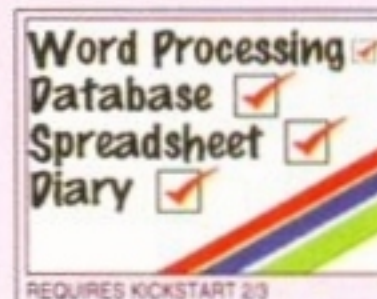 Word Processing
Database
Spreadsheet
Diary
REQUIRES KICKSTART 2/3